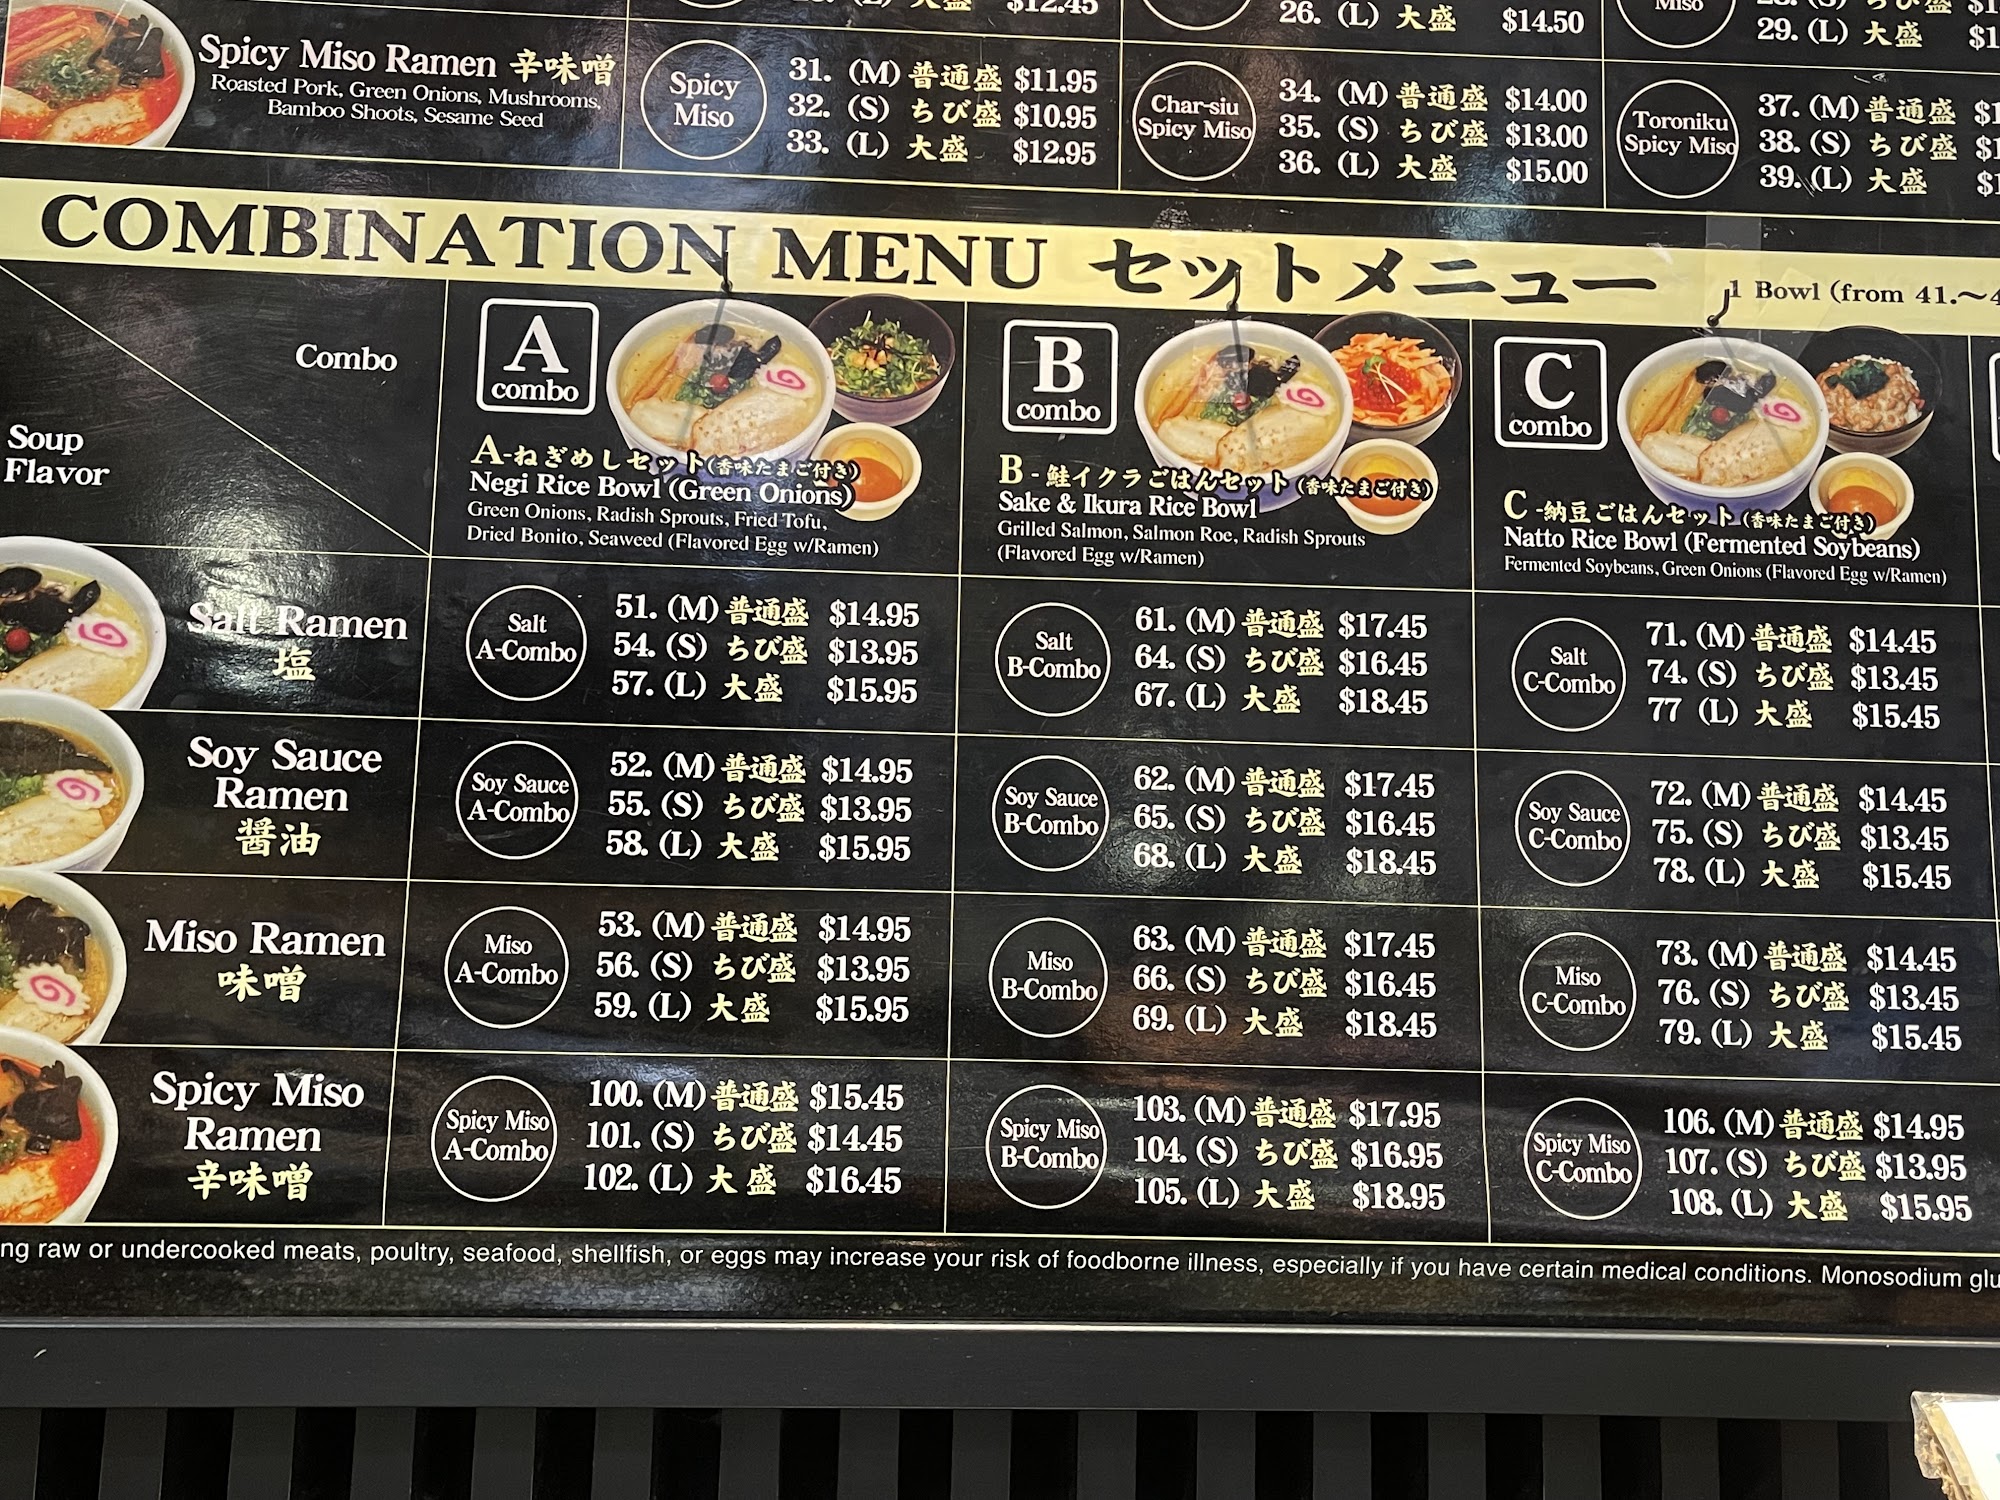 $12.45
26. (L) 大盛 $14.50
Miso
29. (L) 大盛
Spicy Miso Ramen 辛味噌
Roasted Pork, Green Onions, Mushrooms,
Bamboo Shoots, Sesame Seed
Spicy
Miso
31. (M) 普通盛 $11.95
32. (S) ちび盛 $10.95
33. (L) 大盛 $12.95
Char-siu
Spicy Miso
34. (M) 普通盛 $14.00
35. (S) ちび盛 $13.00
36. (L) 大盛 $15.00
Toroniku
Spicy Miso
37. (M) 普通盛
38. (S) ちび盛
39. (L) 大盛
COMBINATION MENU セットメニュー 1 Bowl (from 41.～4
Combo
Soup
Flavor
A
combo
A-ねぎめしセット(香味たまご付き)
Negi Rice Bowl (Green Onions)
Green Onions, Radish Sprouts, Fried Tofu,
Dried Bonito, Seaweed (Flavored Egg w/Ramen)
B
combo
B-鮭イクラごはんセット(香味たまご付き)
Sake & Ikura Rice Bowl
Grilled Salmon, Salmon Roe, Radish Sprouts
(Flavored Egg w/Ramen)
C
combo
C-納豆ごはんセット(香味たまご付き)
Natto Rice Bowl (Fermented Soybeans)
Fermented Soybeans, Green Onions (Flavored Egg w/Ramen)
Salt Ramen
塩
Salt
A-Combo
51. (M) 普通盛 $14.95
54. (S) ちび盛 $13.95
57. (L) 大盛 $15.95
Salt
B-Combo
61. (M) 普通盛 $17.45
64. (S) ちび盛 $16.45
67. (L) 大盛 $18.45
Salt
C-Combo
71. (M) 普通盛 $14.45
74. (S) ちび盛 $13.45
77 (L) 大盛 $15.45
Soy Sauce
Ramen
醤油
Soy Sauce
A-Combo
52. (M) 普通盛 $14.95
55. (S) ちび盛 $13.95
58. (L) 大盛 $15.95
Soy Sauce
B-Combo
62. (M) 普通盛 $17.45
65. (S) ちび盛 $16.45
68. (L) 大盛 $18.45
Soy Sauce
C-Combo
72. (M) 普通盛 $14.45
75. (S) ちび盛 $13.45
78. (L) 大盛 $15.45
Miso Ramen
味噌
Miso
A-Combo
53. (M) 普通盛 $14.95
56. (S) ちび盛 $13.95
59. (L) 大盛 $15.95
Miso
B-Combo
63. (M) 普通盛 $17.45
66. (S) ちび盛 $16.45
69. (L) 大盛 $18.45
Miso
C-Combo
73. (M) 普通盛 $14.45
76. (S) ちび盛 $13.45
79. (L) 大盛 $15.45
Spicy Miso
Ramen
辛味噌
Spicy Miso
A-Combo
100. (M) 普通盛 $15.45
101. (S) ちび盛 $14.45
102. (L) 大盛 $16.45
Spicy Miso
B-Combo
103. (M) 普通盛 $17.95
104. (S) ちび盛 $16.95
105. (L) 大盛 $18.95
Spicy Miso
C-Combo
106. (M) 普通盛 $14.95
107. (S) ちび盛 $13.95
108. (L) 大盛 $15.95
ng raw or undercooked meats, poultry, seafood, shellfish, or eggs may increase your risk of foodborne illness, especially if you have certain medical conditions. Monosodium glu